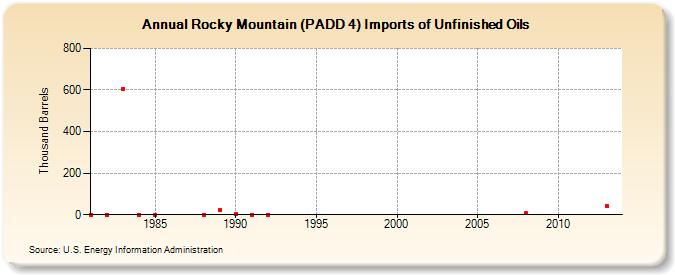 Annual Rocky Mountain (PADD 4) Imports of Unfinished Oils
Thousand Barrels
800
600
400
200
0
1985 1990 1995 2000 2005 2010
Source: U.S. Energy Information Administration